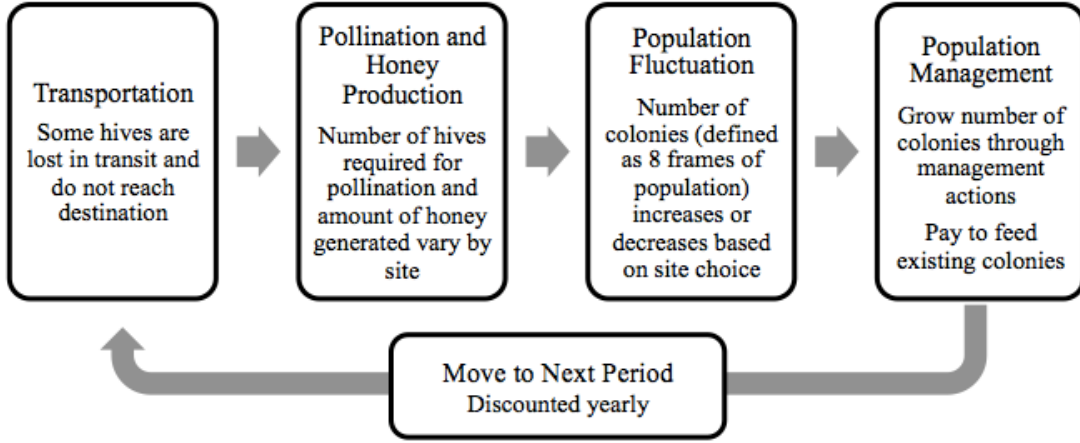 Transportation
Some hives are
lost in transit and
do not reach
destination
Pollination and
Honey
Production
Number of hives
required for
pollination and
amount of honey
generated vary by
site
Population
Fluctuation
Number of
colonies (defined
as 8 frames of
population)
increases or
decreases based
on site choice
Population
Management
Grow number of
colonies through
management
actions
Pay to feed
existing colonies
Move to Next Period
Discounted yearly